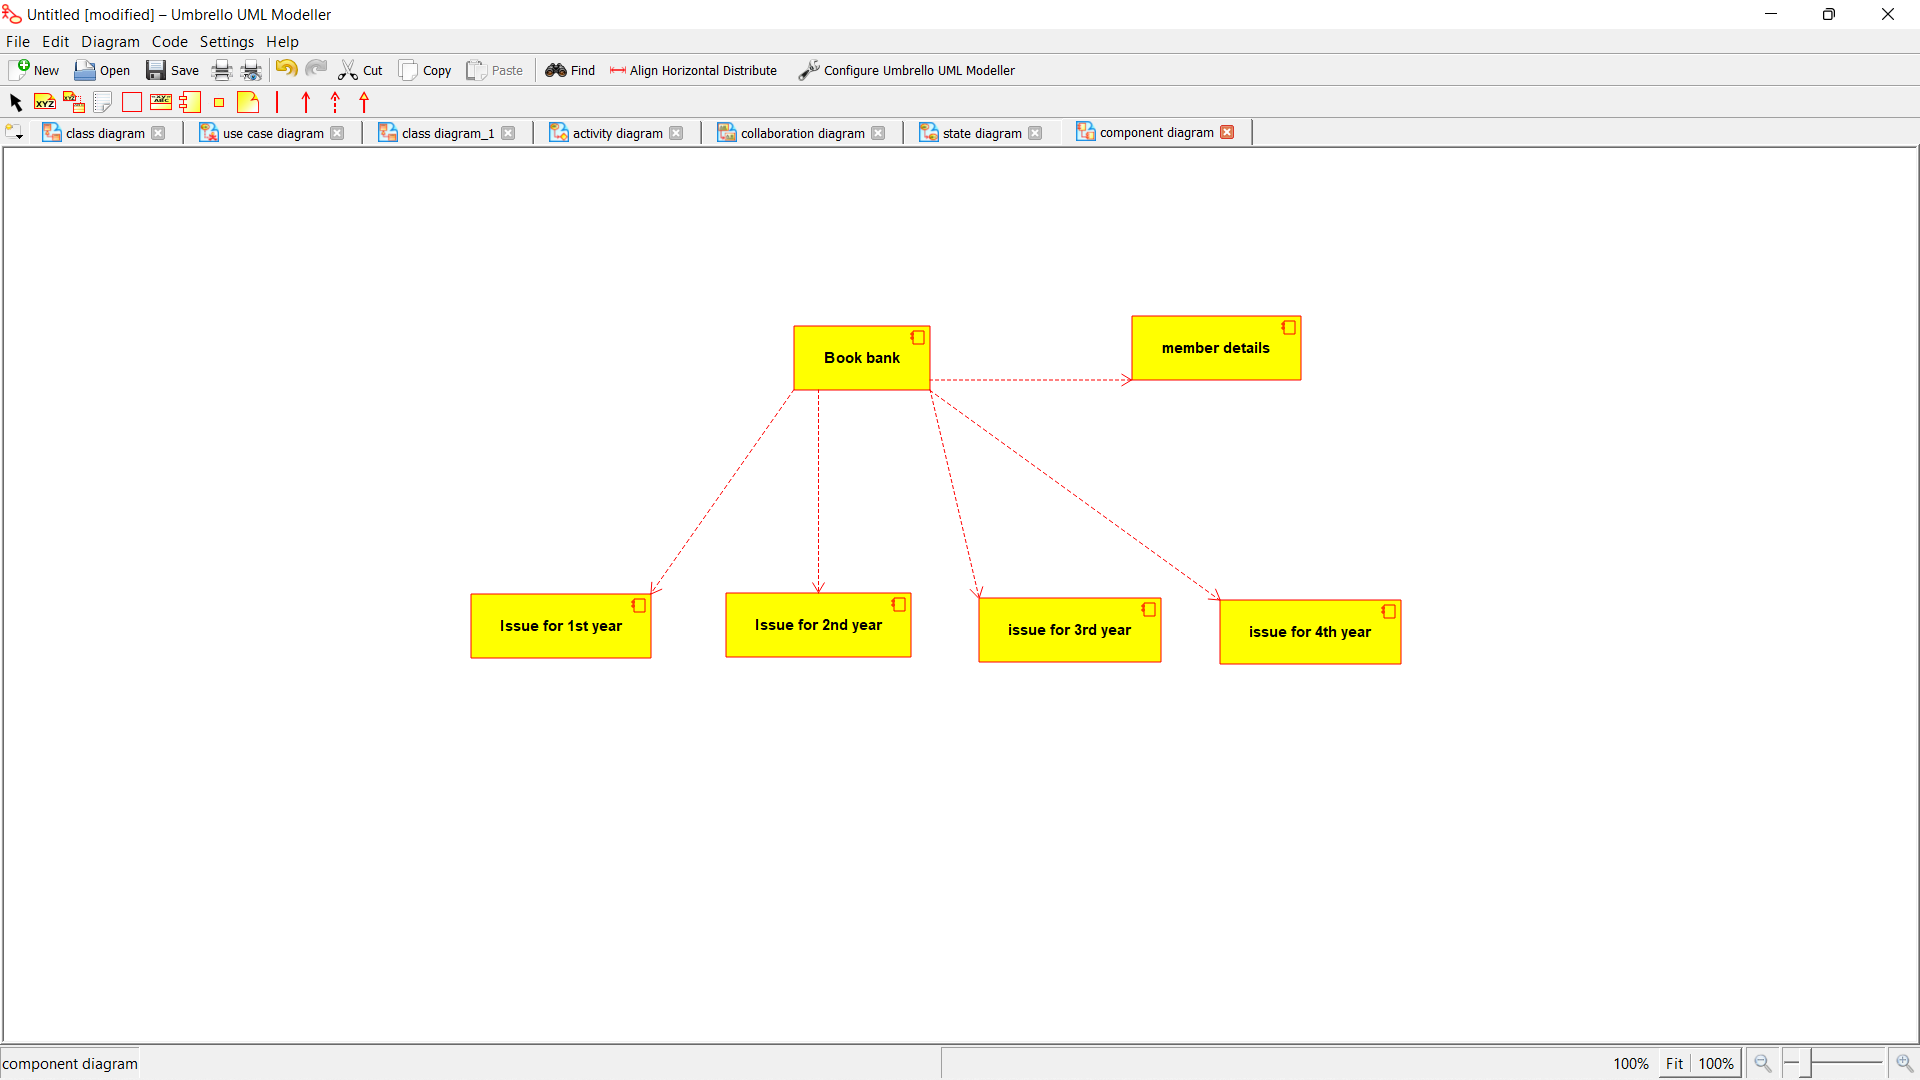 Untitled [modified] – Umbrello UML Modeller
File Edit Diagram Code Settings Help
New Open Save Cut Copy Paste Find Align Horizontal Distribute Configure Umbrello UML Modeller
XYZ XYZ ABC
class diagram use case diagram class diagram_1 activity diagram collaboration diagram state diagram component diagram
member details
Book bank
Issue for 1st year
Issue for 2nd year
issue for 3rd year
issue for 4th year
component diagram 100% Fit 100%